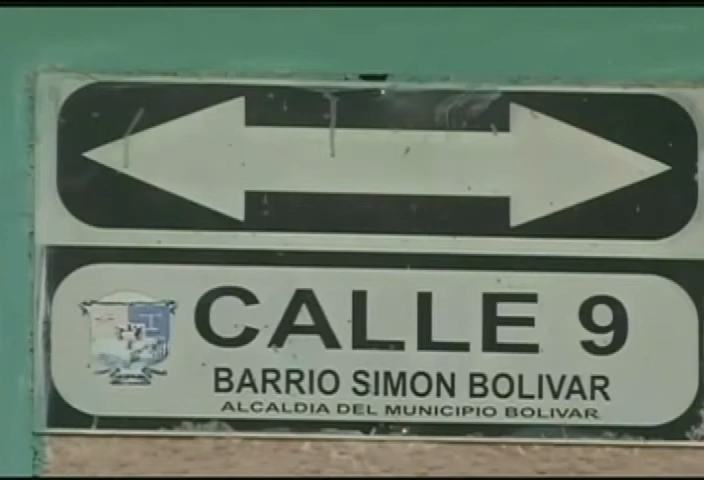 CALLE 9
BARRIO SIMON BOLIVAR
ALCALDIA DEL MUNICIPIO BOLIVAR